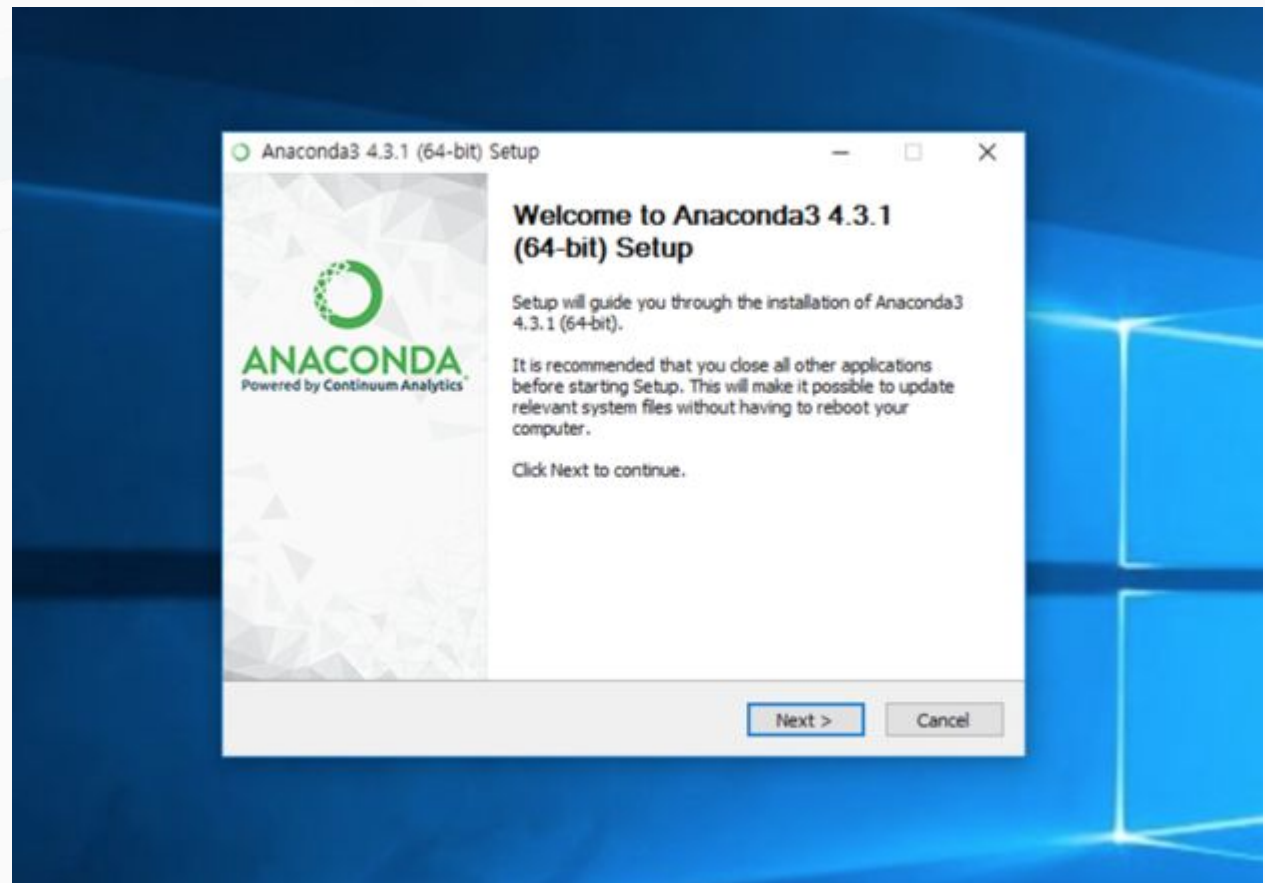 Anaconda3 4.3.1 (64-bit) Setup
Welcome to Anaconda3 4.3.1
(64-bit) Setup
Setup will guide you through the installation of Anaconda3
4.3.1 (64-bit).
It is recommended that you close all other applications
before starting Setup. This will make it possible to update
relevant system files without having to reboot your
computer.
Click Next to continue.
ANACONDA
Powered by Continuum Analytics
Next >
Cancel